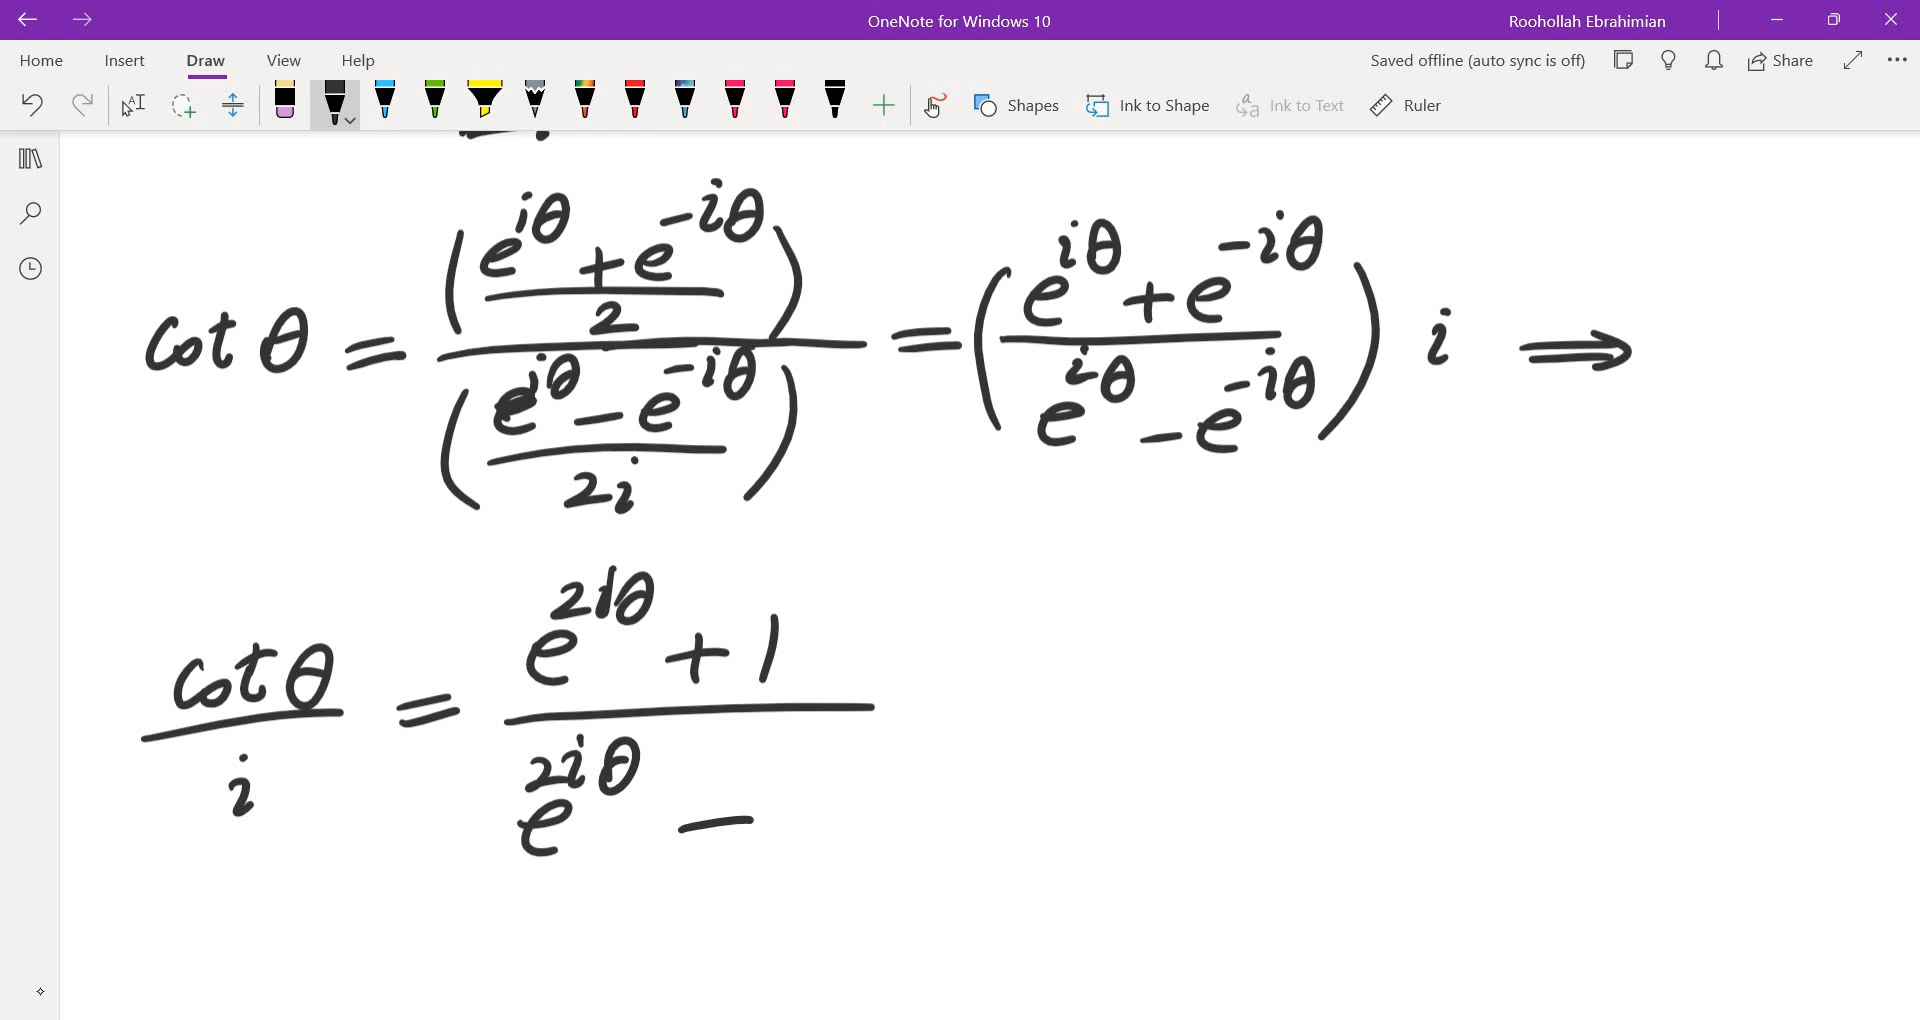 OneNote for Windows 10
Roohollah Ebrahimian
Home Insert Draw View Help
Saved offline (auto sync is off) Share
Shapes Ink to Shape Ink to Text Ruler
cot θ = ((e^{iθ} + e^{-iθ})/2) / ((e^{iθ} - e^{-iθ})/2i) = ((e^{iθ} + e^{-iθ}) / (e^{iθ} - e^{-iθ})) i ⟹
cot θ / i = (e^{2iθ} + 1) / (e^{2iθ} -